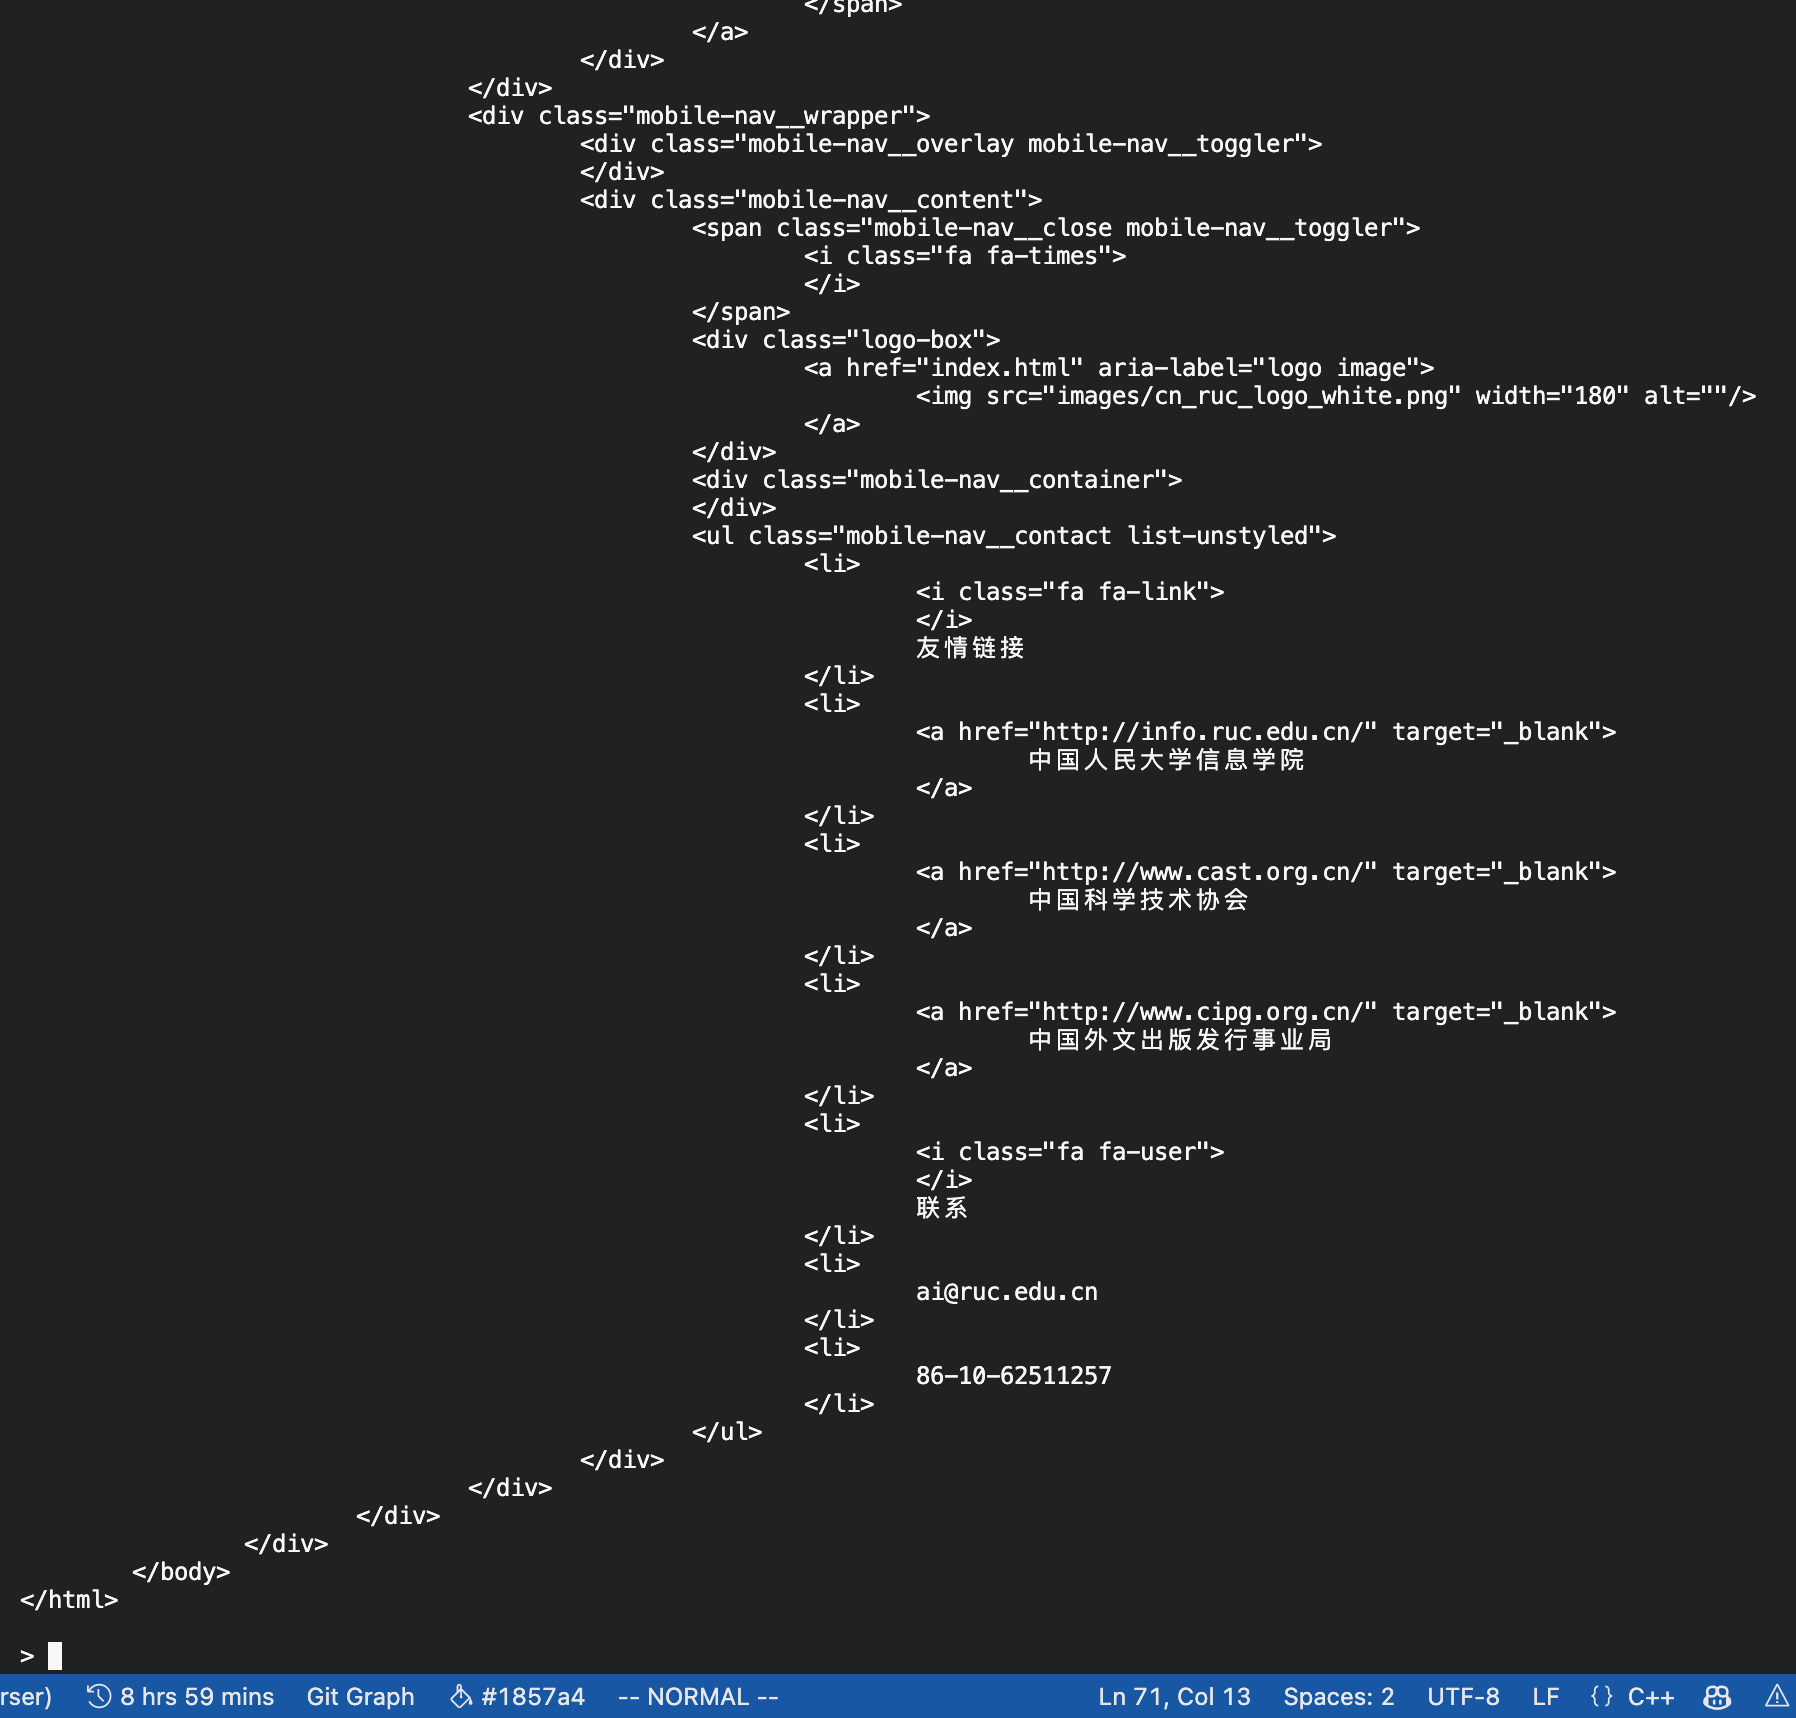 </span>
</a>
</div>
</div>
<div class="mobile-nav__wrapper">
<div class="mobile-nav__overlay mobile-nav__toggler">
</div>
<div class="mobile-nav__content">
<span class="mobile-nav__close mobile-nav__toggler">
<i class="fa fa-times">
</i>
</span>
<div class="logo-box">
<a href="index.html" aria-label="logo image">
<img src="images/cn_ruc_logo_white.png" width="180" alt=""/>
</a>
</div>
<div class="mobile-nav__container">
</div>
<ul class="mobile-nav__contact list-unstyled">
<li>
<i class="fa fa-link">
</i>
友情链接
</li>
<li>
<a href="http://info.ruc.edu.cn/" target="_blank">
中国人民大学信息学院
</a>
</li>
<li>
<a href="http://www.cast.org.cn/" target="_blank">
中国科学技术协会
</a>
</li>
<li>
<a href="http://www.cipg.org.cn/" target="_blank">
中国外文出版发行事业局
</a>
</li>
<li>
<i class="fa fa-user">
</i>
联系
</li>
<li>
ai@ruc.edu.cn
</li>
<li>
86-10-62511257
</li>
</ul>
</div>
</div>
</div>
</div>
</body>
</html>
>
rser) 8 hrs 59 mins Git Graph #1857a4 -- NORMAL -- Ln 71, Col 13 Spaces: 2 UTF-8 LF {} C++